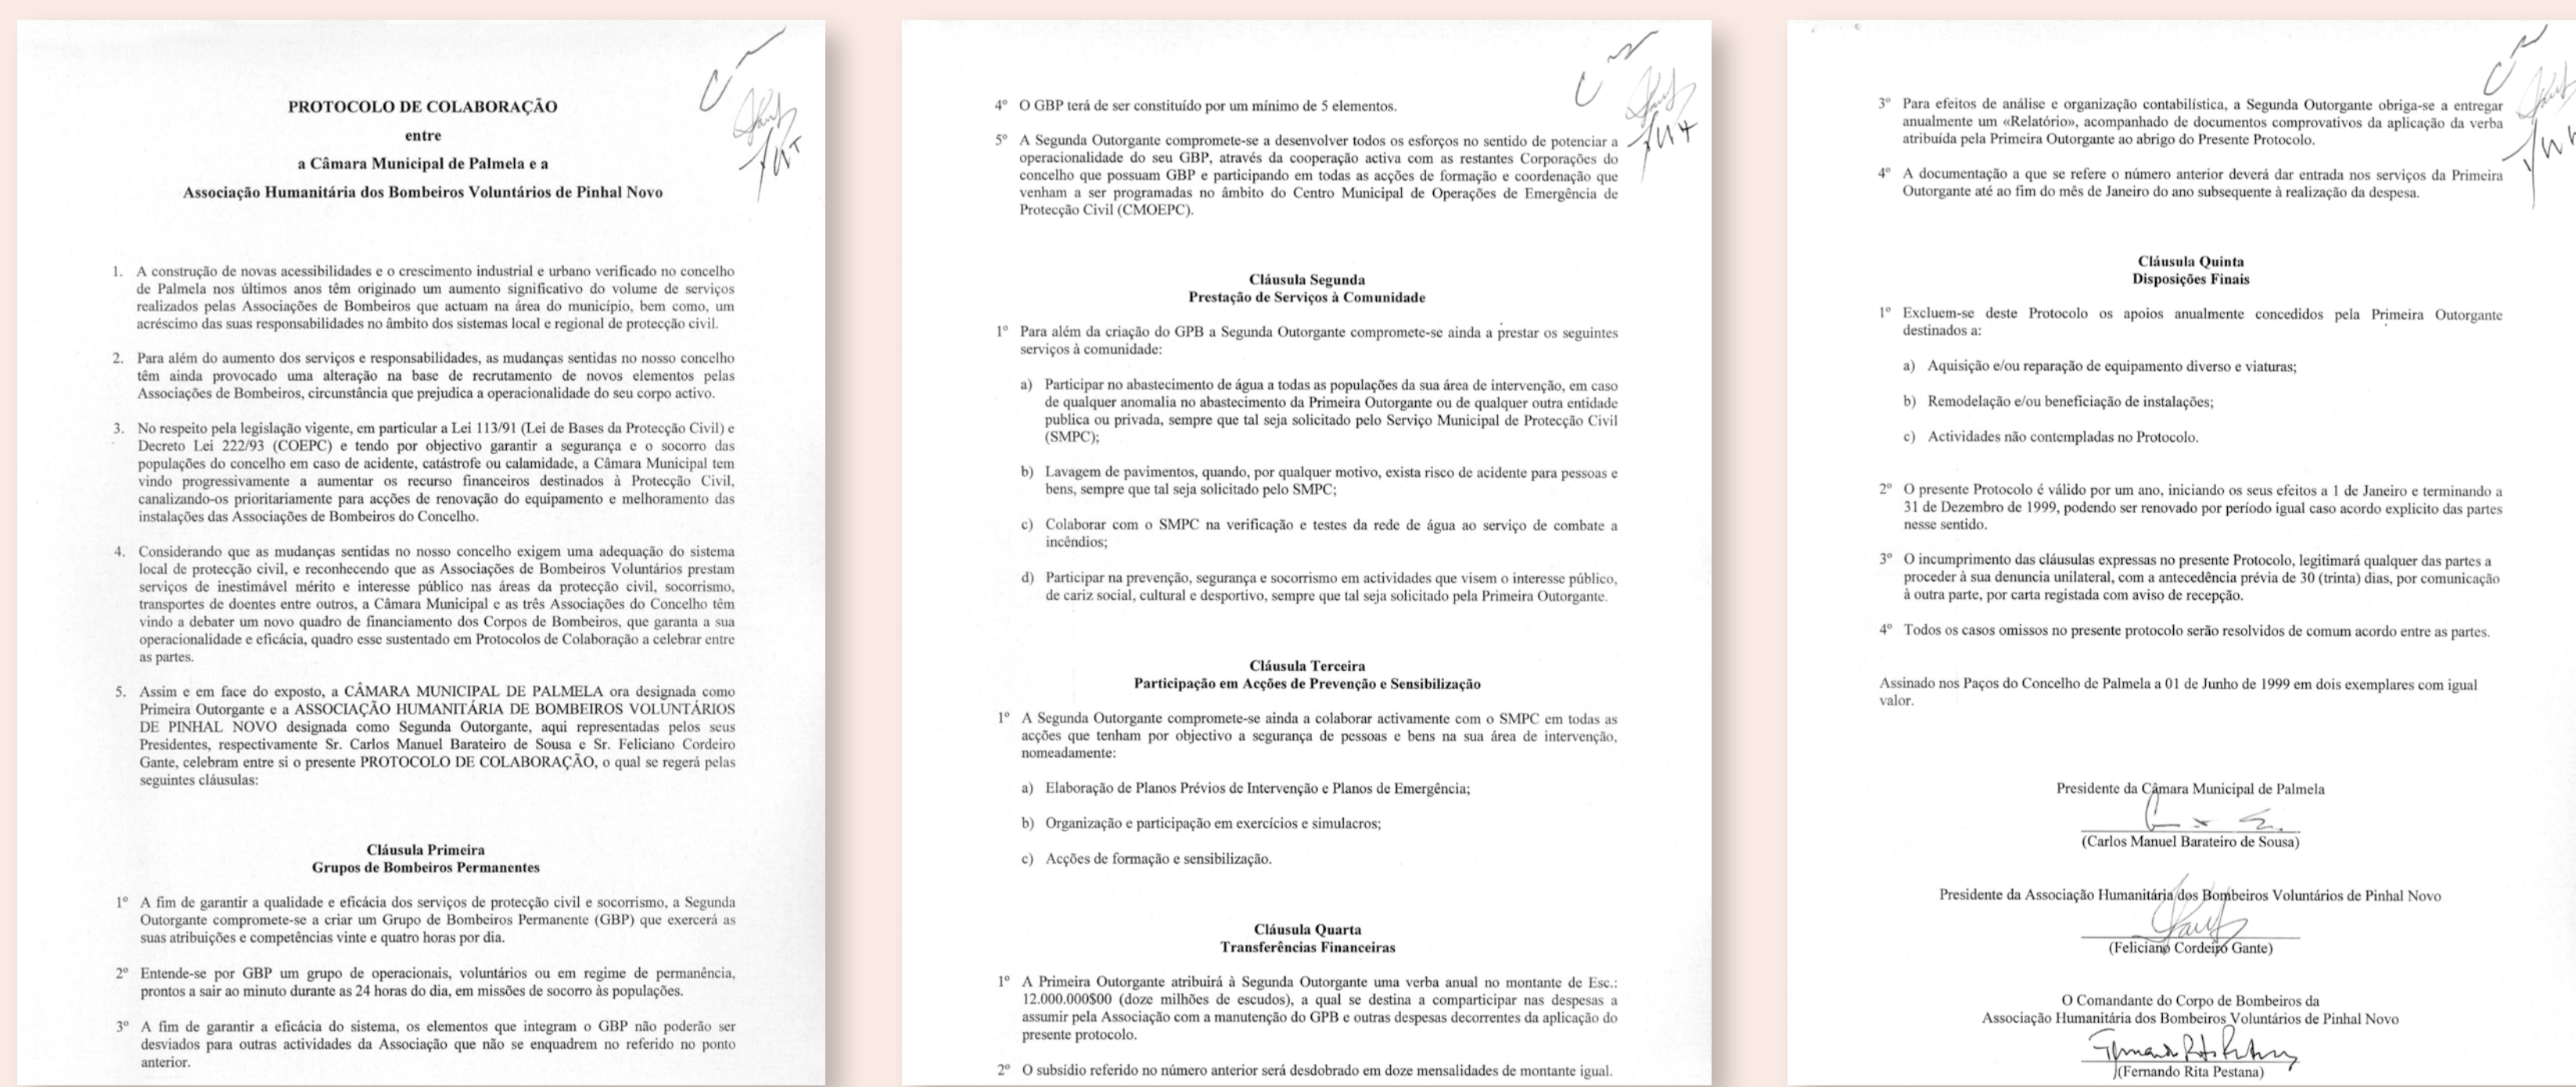 PROTOCOLO DE COLABORAÇÃO
entre
a Câmara Municipal de Palmela e a
Associação Humanitária dos Bombeiros Voluntários de Pinhal Novo
1. A construção de novas acessibilidades e o crescimento industrial e urbano verificado no concelho
de Palmela nos últimos anos têm originado um aumento significativo do volume de serviços
realizados pelas Associações de Bombeiros que actuam na área do município, bem como, um
acréscimo das suas responsabilidades no âmbito dos sistemas local e regional de protecção civil.
2. Para além do aumento dos serviços e responsabilidades, as mudanças sentidas no nosso concelho
têm ainda provocado uma alteração na base de recrutamento de novos elementos pelas
Associações de Bombeiros, circunstância que prejudica a operacionalidade do seu corpo activo.
3. No respeito pela legislação vigente, em particular a Lei 113/91 (Lei de Bases da Protecção Civil) e
Decreto Lei 222/93 (COEPC) e tendo por objectivo garantir a segurança e o socorro das
populações do concelho em caso de acidente, catástrofe ou calamidade, a Câmara Municipal tem
vindo progressivamente a aumentar os recurso financeiros destinados à Protecção Civil,
canalizando-os prioritariamente para acções de renovação do equipamento e melhoramento das
instalações das Associações de Bombeiros do Concelho.
4. Considerando que as mudanças sentidas no nosso concelho exigem uma adequação do sistema
local de protecção civil, e reconhecendo que as Associações de Bombeiros Voluntários prestam
serviços de inestimável mérito e interesse público nas áreas da protecção civil, socorrismo,
transportes de doentes entre outros, a Câmara Municipal e as três Associações do Concelho têm
vindo a debater um novo quadro de financiamento dos Corpos de Bombeiros, que garanta a sua
operacionalidade e eficácia, quadro esse sustentado em Protocolos de Colaboração a celebrar entre
as partes.
5. Assim e em face do exposto, a CÂMARA MUNICIPAL DE PALMELA ora designada como
Primeira Outorgante e a ASSOCIAÇÃO HUMANITÁRIA DE BOMBEIROS VOLUNTÁRIOS
DE PINHAL NOVO designada como Segunda Outorgante, aqui representadas pelos seus
Presidentes, respectivamente Sr. Carlos Manuel Barateiro de Sousa e Sr. Feliciano Cordeiro
Gante, celebram entre si o presente PROTOCOLO DE COLABORAÇÃO, o qual se regerá pelas
seguintes cláusulas:
Cláusula Primeira
Grupos de Bombeiros Permanentes
1º A fim de garantir a qualidade e eficácia dos serviços de protecção civil e socorrismo, a Segunda
Outorgante compromete-se a criar um Grupo de Bombeiros Permanente (GBP) que exercerá as
suas atribuições e competências vinte e quatro horas por dia.
2º Entende-se por GBP um grupo de operacionais, voluntários ou em regime de permanência,
prontos a sair ao minuto durante as 24 horas do dia, em missões de socorro às populações.
3º A fim de garantir a eficácia do sistema, os elementos que integram o GBP não poderão ser
desviados para outras actividades da Associação que não se enquadrem no referido no ponto
anterior.
4º O GBP terá de ser constituído por um mínimo de 5 elementos.
5º A Segunda Outorgante compromete-se a desenvolver todos os esforços no sentido de potenciar a
operacionalidade do seu GBP, através da cooperação activa com as restantes Corporações do
concelho que possuam GBP e participando em todas as acções de formação e coordenação que
venham a ser programadas no âmbito do Centro Municipal de Operações de Emergência de
Protecção Civil (CMOEPC).
Cláusula Segunda
Prestação de Serviços à Comunidade
1º Para além da criação do GPB a Segunda Outorgante compromete-se ainda a prestar os seguintes
serviços à comunidade:
a) Participar no abastecimento de água a todas as populações da sua área de intervenção, em caso
de qualquer anomalia no abastecimento da Primeira Outorgante ou de qualquer outra entidade
publica ou privada, sempre que tal seja solicitado pelo Serviço Municipal de Protecção Civil
(SMPC);
b) Lavagem de pavimentos, quando, por qualquer motivo, exista risco de acidente para pessoas e
bens, sempre que tal seja solicitado pelo SMPC;
c) Colaborar com o SMPC na verificação e testes da rede de água ao serviço de combate a
incêndios;
d) Participar na prevenção, segurança e socorrismo em actividades que visem o interesse público,
de cariz social, cultural e desportivo, sempre que tal seja solicitado pela Primeira Outorgante.
Cláusula Terceira
Participação em Acções de Prevenção e Sensibilização
1º A Segunda Outorgante compromete-se ainda a colaborar activamente com o SMPC em todas as
acções que tenham por objectivo a segurança de pessoas e bens na sua área de intervenção,
nomeadamente:
a) Elaboração de Planos Prévios de Intervenção e Planos de Emergência;
b) Organização e participação em exercícios e simulacros;
c) Acções de formação e sensibilização.
Cláusula Quarta
Transferências Financeiras
1º A Primeira Outorgante atribuirá à Segunda Outorgante uma verba anual no montante de Esc.:
12.000.000$00 (doze milhões de escudos), a qual se destina a comparticipar nas despesas a
assumir pela Associação com a manutenção do GPB e outras despesas decorrentes da aplicação do
presente protocolo.
2º O subsídio referido no número anterior será desdobrado em doze mensalidades de montante igual.
3º Para efeitos de análise e organização contabilística, a Segunda Outorgante obriga-se a entregar
anualmente um «Relatório», acompanhado de documentos comprovativos da aplicação da verba
atribuída pela Primeira Outorgante ao abrigo do Presente Protocolo.
4º A documentação a que se refere o número anterior deverá dar entrada nos serviços da Primeira
Outorgante até ao fim do mês de Janeiro do ano subsequente à realização da despesa.
Cláusula Quinta
Disposições Finais
1º Excluem-se deste Protocolo os apoios anualmente concedidos pela Primeira Outorgante
destinados a:
a) Aquisição e/ou reparação de equipamento diverso e viaturas;
b) Remodelação e/ou beneficiação de instalações;
c) Actividades não contempladas no Protocolo.
2º O presente Protocolo é válido por um ano, iniciando os seus efeitos a 1 de Janeiro e terminando a
31 de Dezembro de 1999, podendo ser renovado por período igual caso acordo explicito das partes
nesse sentido.
3º O incumprimento das cláusulas expressas no presente Protocolo, legitimará qualquer das partes a
proceder à sua denuncia unilateral, com a antecedência prévia de 30 (trinta) dias, por comunicação
à outra parte, por carta registada com aviso de recepção.
4º Todos os casos omissos no presente protocolo serão resolvidos de comum acordo entre as partes.
Assinado nos Paços do Concelho de Palmela a 01 de Junho de 1999 em dois exemplares com igual
valor.
Presidente da Câmara Municipal de Palmela
(Carlos Manuel Barateiro de Sousa)
Presidente da Associação Humanitária dos Bombeiros Voluntários de Pinhal Novo
(Feliciano Cordeiro Gante)
O Comandante do Corpo de Bombeiros da
Associação Humanitária dos Bombeiros Voluntários de Pinhal Novo
(Fernando Rita Pestana)